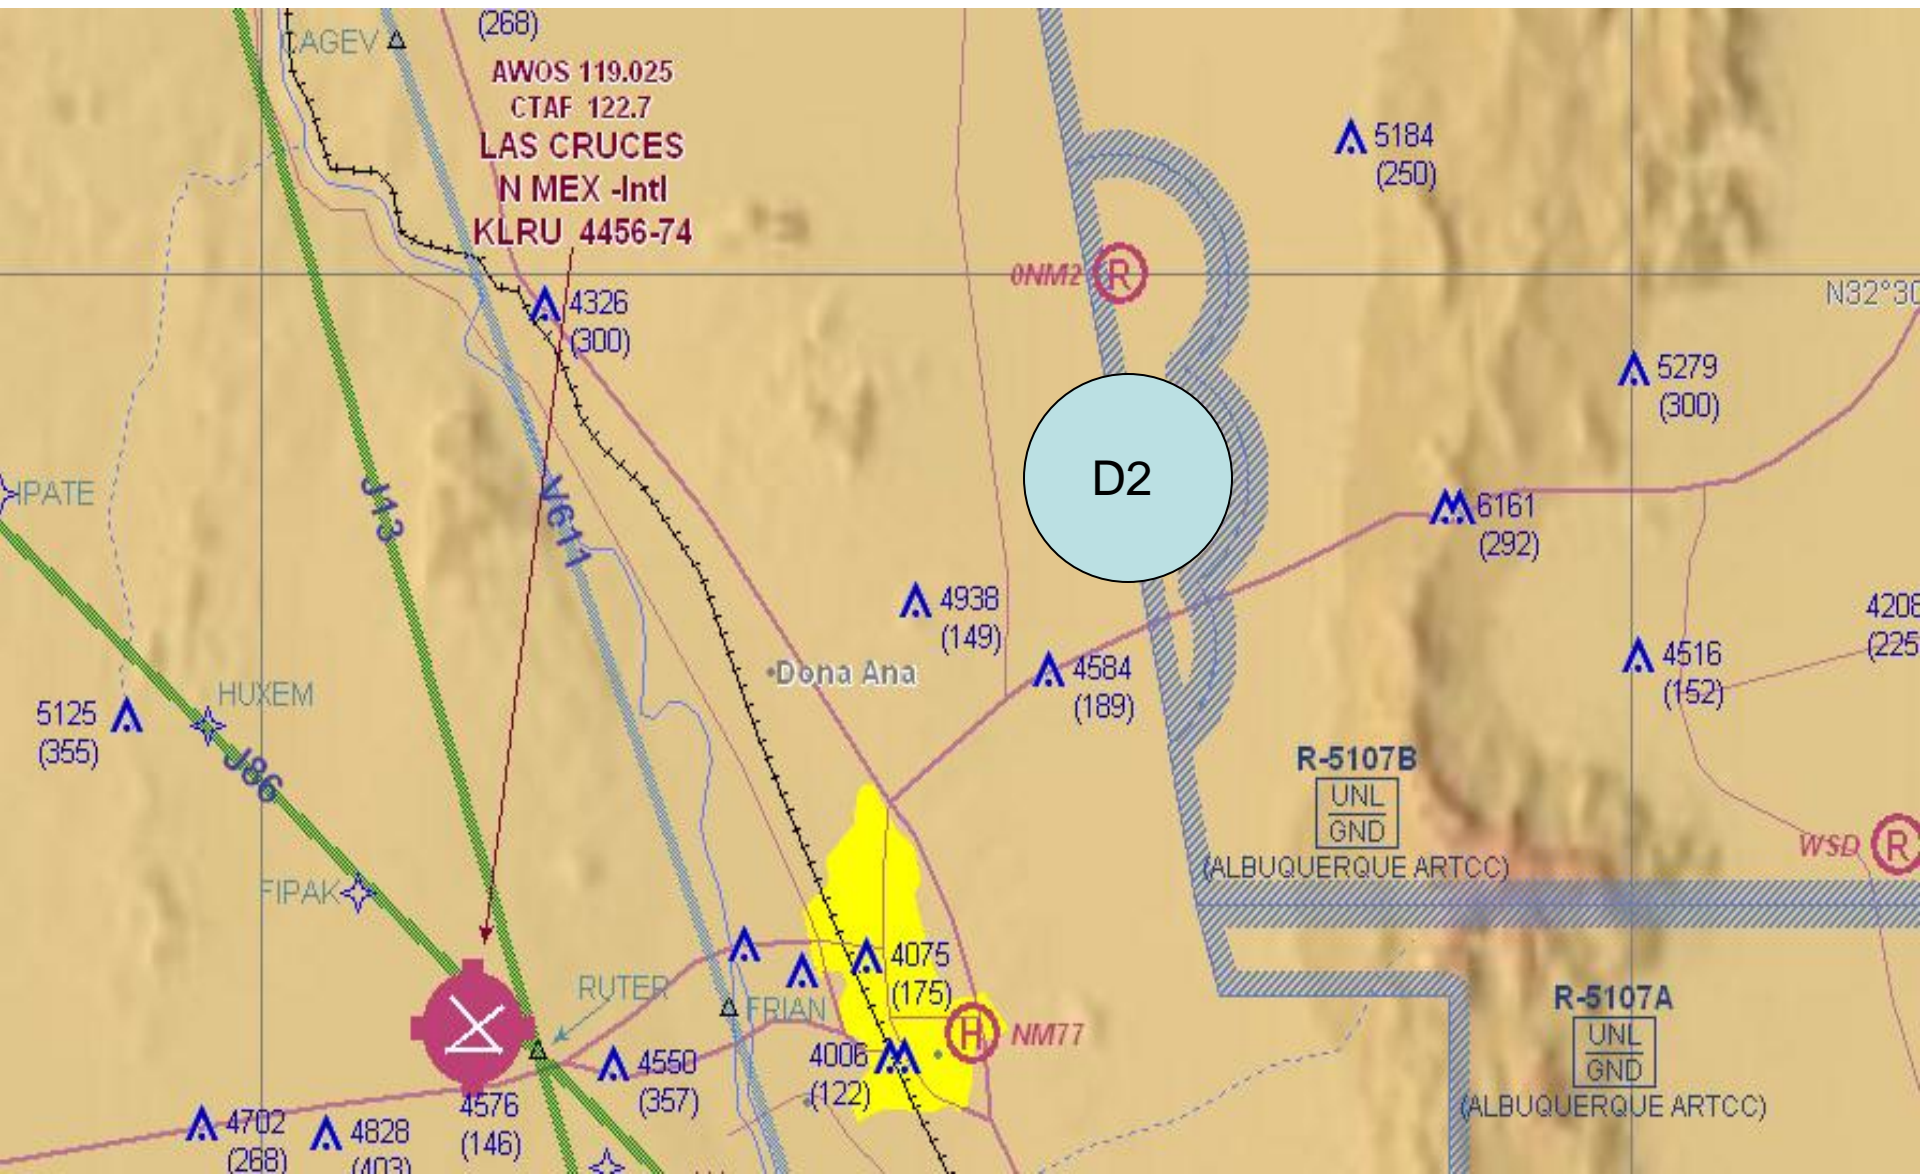 (268)
CAGEV
AWOS 119.025
CTAF 122.7
LAS CRUCES
N MEX -Intl
KLRU 4456-74
5184
(250)
0NM2
R
N32°30
4326
(300)
5279
(300)
IPATE
J13
V611
D2
6161
(292)
4938
(149)
4208
(225
Dona Ana
4584
(189)
4516
(152)
HUXEM
5125
(355)
J86
R-5107B
UNL
GND
(ALBUQUERQUE ARTCC)
WSD
R
FIPAK
4075
(175)
RUTER
FRIAN
H
NM77
R-5107A
UNL
GND
(ALBUQUERQUE ARTCC)
4550
(357)
4006
(122)
4576
(146)
4702
(268)
4828
(403)